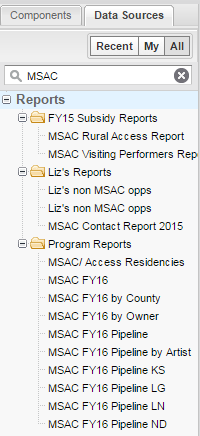 Components Data Sources
Recent My All
MSAC
Reports
FY15 Subsidy Reports
MSAC Rural Access Report
MSAC Visiting Performers Repo
Liz's Reports
Liz's non MSAC opps
Liz's non MSAC opps
MSAC Contact Report 2015
Program Reports
MSAC/ Access Residencies
MSAC FY16
MSAC FY16 by County
MSAC FY16 by Owner
MSAC FY16 Pipeline
MSAC FY16 Pipeline by Artist
MSAC FY16 Pipeline KS
MSAC FY16 Pipeline LG
MSAC FY16 Pipeline LN
MSAC FY16 Pipeline ND